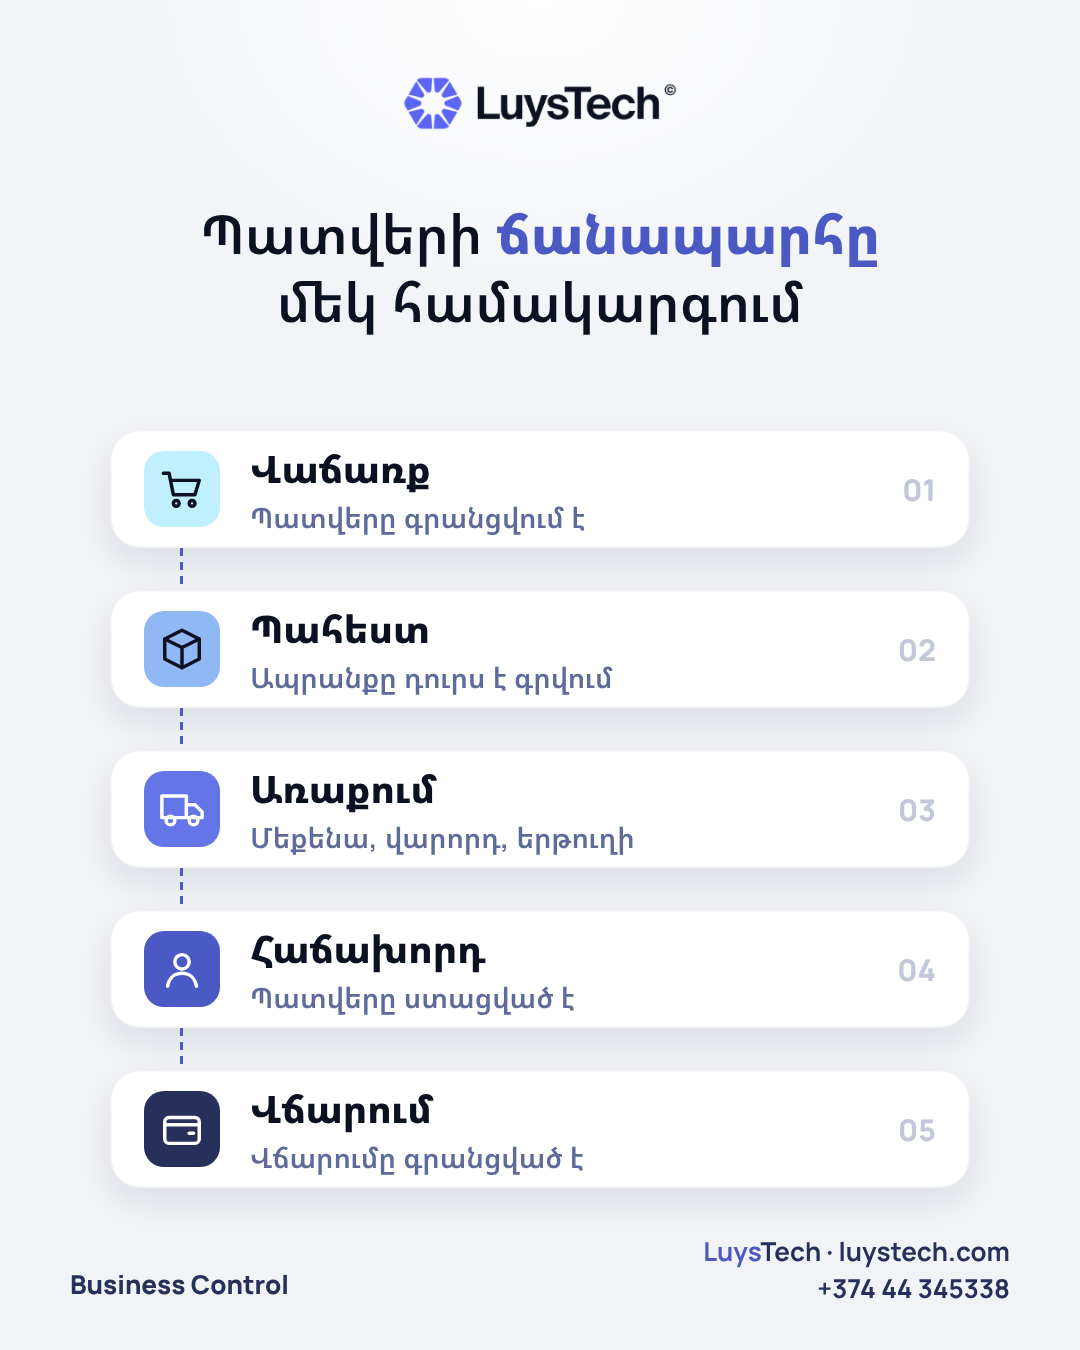 LuysTech©
Պատվերի ճանապարհը
մեկ համակարգում
Վաճառք
Պատվերը գրանցվում է
01
Պահեստ
Ապրանքը դուրս է գրվում
02
Առաքում
Մեքենա, վարորդ, երթուղի
03
Հաճախորդ
Պատվերը ստացված է
04
Վճարում
Վճարումը գրանցված է
05
Business Control
LuysTech · luystech.com
+374 44 345338